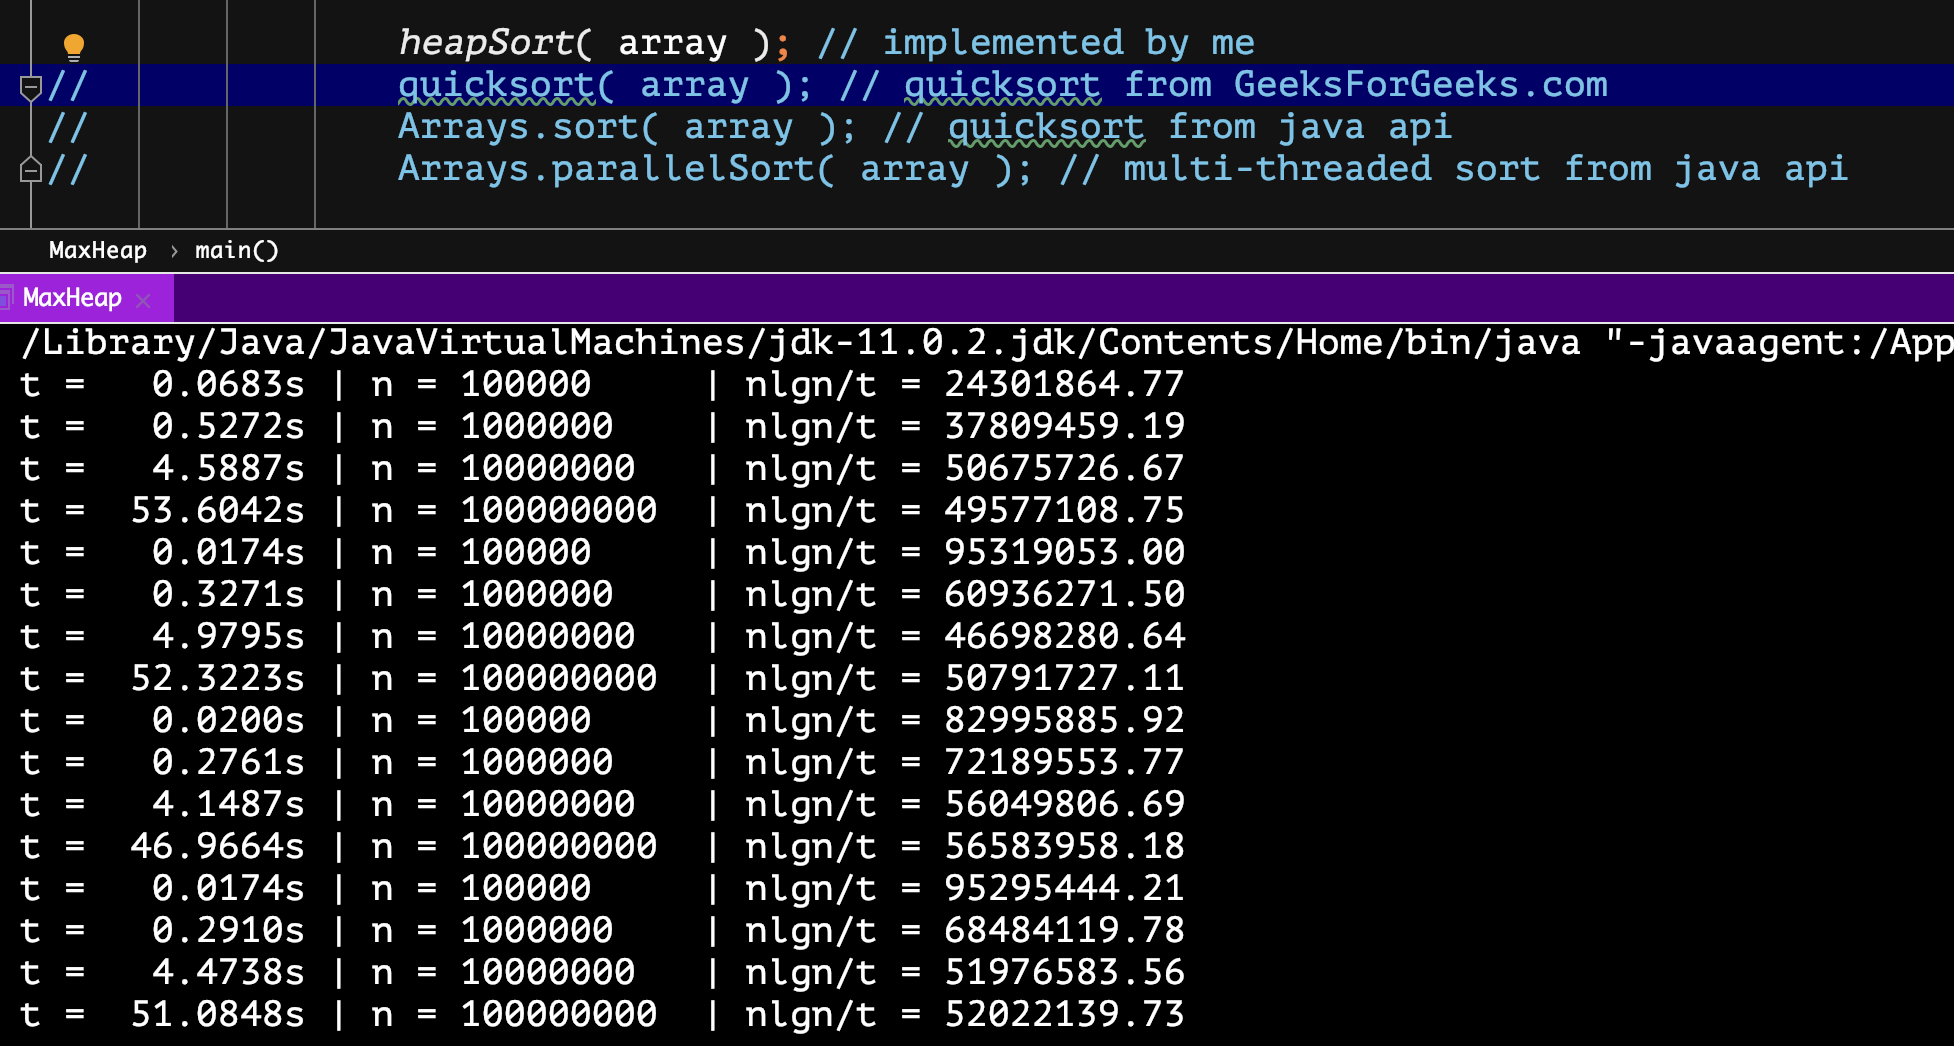 heapSort( array ); // implemented by me
// quicksort( array ); // quicksort from GeeksForGeeks.com
// Arrays.sort( array ); // quicksort from java api
// Arrays.parallelSort( array ); // multi-threaded sort from java api
MaxHeap › main()
MaxHeap ×
/Library/Java/JavaVirtualMachines/jdk-11.0.2.jdk/Contents/Home/bin/java "-javaagent:/App
t =   0.0683s | n = 100000     | nlgn/t = 24301864.77
t =   0.5272s | n = 1000000    | nlgn/t = 37809459.19
t =   4.5887s | n = 10000000   | nlgn/t = 50675726.67
t =  53.6042s | n = 100000000  | nlgn/t = 49577108.75
t =   0.0174s | n = 100000     | nlgn/t = 95319053.00
t =   0.3271s | n = 1000000    | nlgn/t = 60936271.50
t =   4.9795s | n = 10000000   | nlgn/t = 46698280.64
t =  52.3223s | n = 100000000  | nlgn/t = 50791727.11
t =   0.0200s | n = 100000     | nlgn/t = 82995885.92
t =   0.2761s | n = 1000000    | nlgn/t = 72189553.77
t =   4.1487s | n = 10000000   | nlgn/t = 56049806.69
t =  46.9664s | n = 100000000  | nlgn/t = 56583958.18
t =   0.0174s | n = 100000     | nlgn/t = 95295444.21
t =   0.2910s | n = 1000000    | nlgn/t = 68484119.78
t =   4.4738s | n = 10000000   | nlgn/t = 51976583.56
t =  51.0848s | n = 100000000  | nlgn/t = 52022139.73